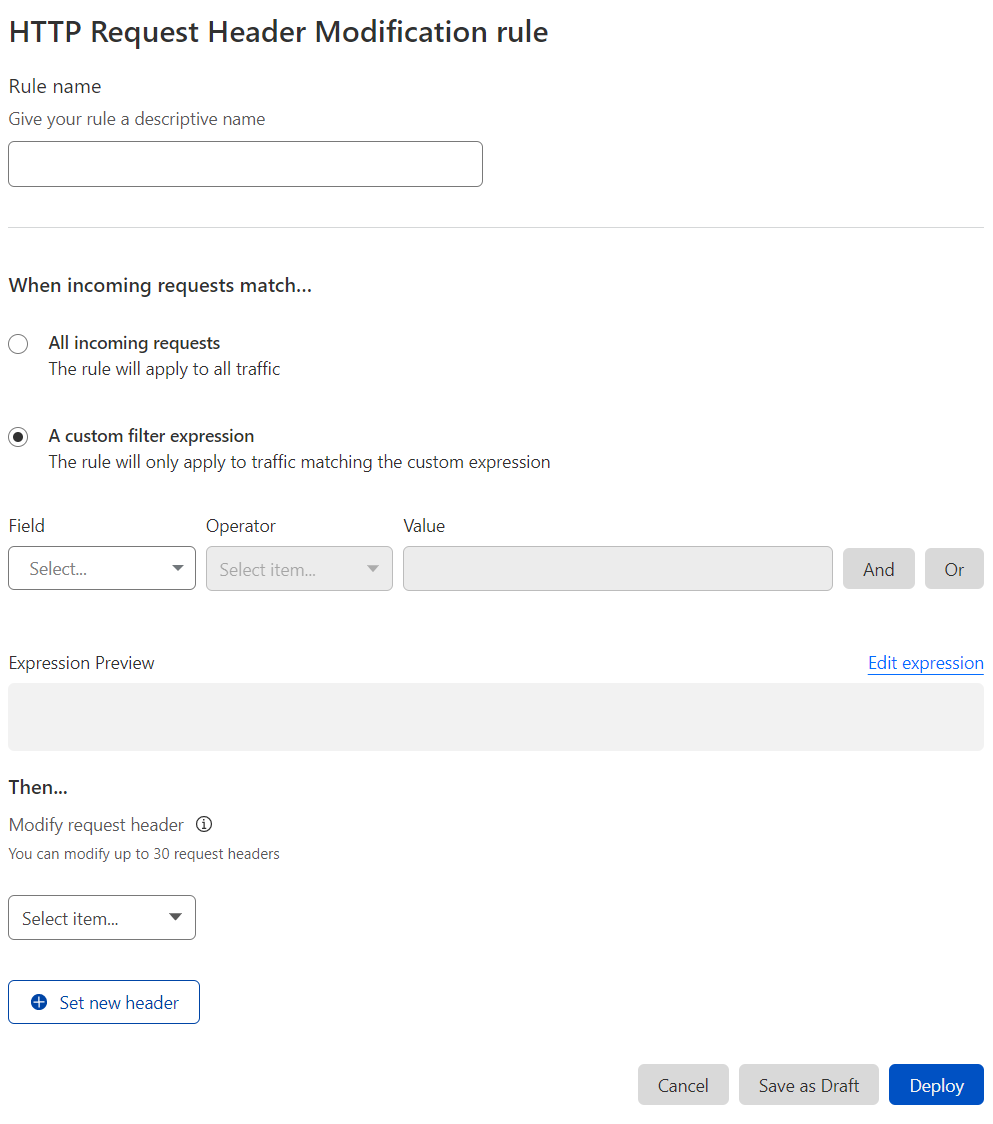 HTTP Request Header Modification rule
Rule name
Give your rule a descriptive name
When incoming requests match...
All incoming requests
The rule will apply to all traffic
A custom filter expression
The rule will only apply to traffic matching the custom expression
Field Operator Value
Select... Select item... And Or
Expression Preview Edit expression
Then...
Modify request header
You can modify up to 30 request headers
Select item...
Set new header
Cancel Save as Draft Deploy